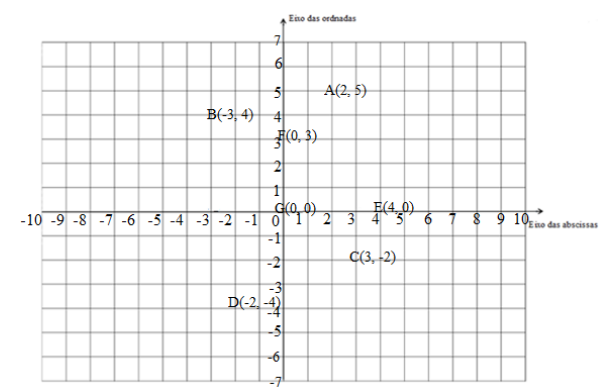 Eixo das ordnadas
7
6
5
A(2, 5)
B(-3, 4)
4
F(0, 3)
3
2
1
G(0, 0)
E(4, 0)
-10 -9 -8 -7 -6 -5 -4 -3 -2 -1 0 1 2 3 4 5 6 7 8 9 10 Eixo das abscissas
-1
-2
C(3, -2)
-3
D(-2, -4)
-4
-5
-6
-7